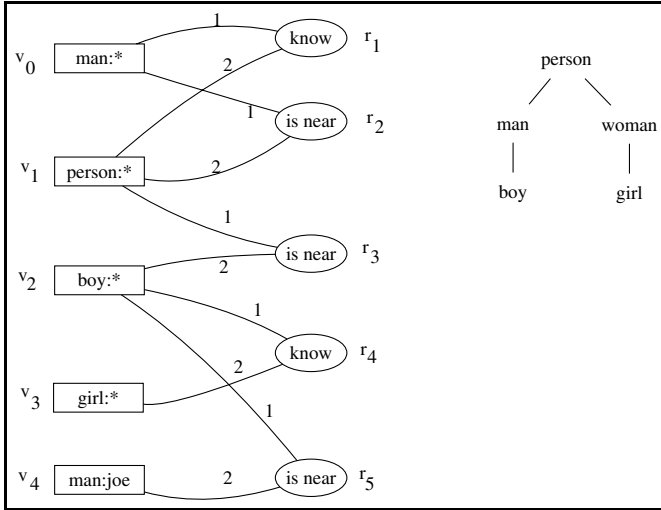 1
know
r1
v0
man:*
2
person
1
is near
r2
man
woman
v1
person:*
2
boy
girl
1
is near
r3
2
v2
boy:*
1
know
r4
2
v3
girl:*
1
v4
man:joe
2
is near
r5